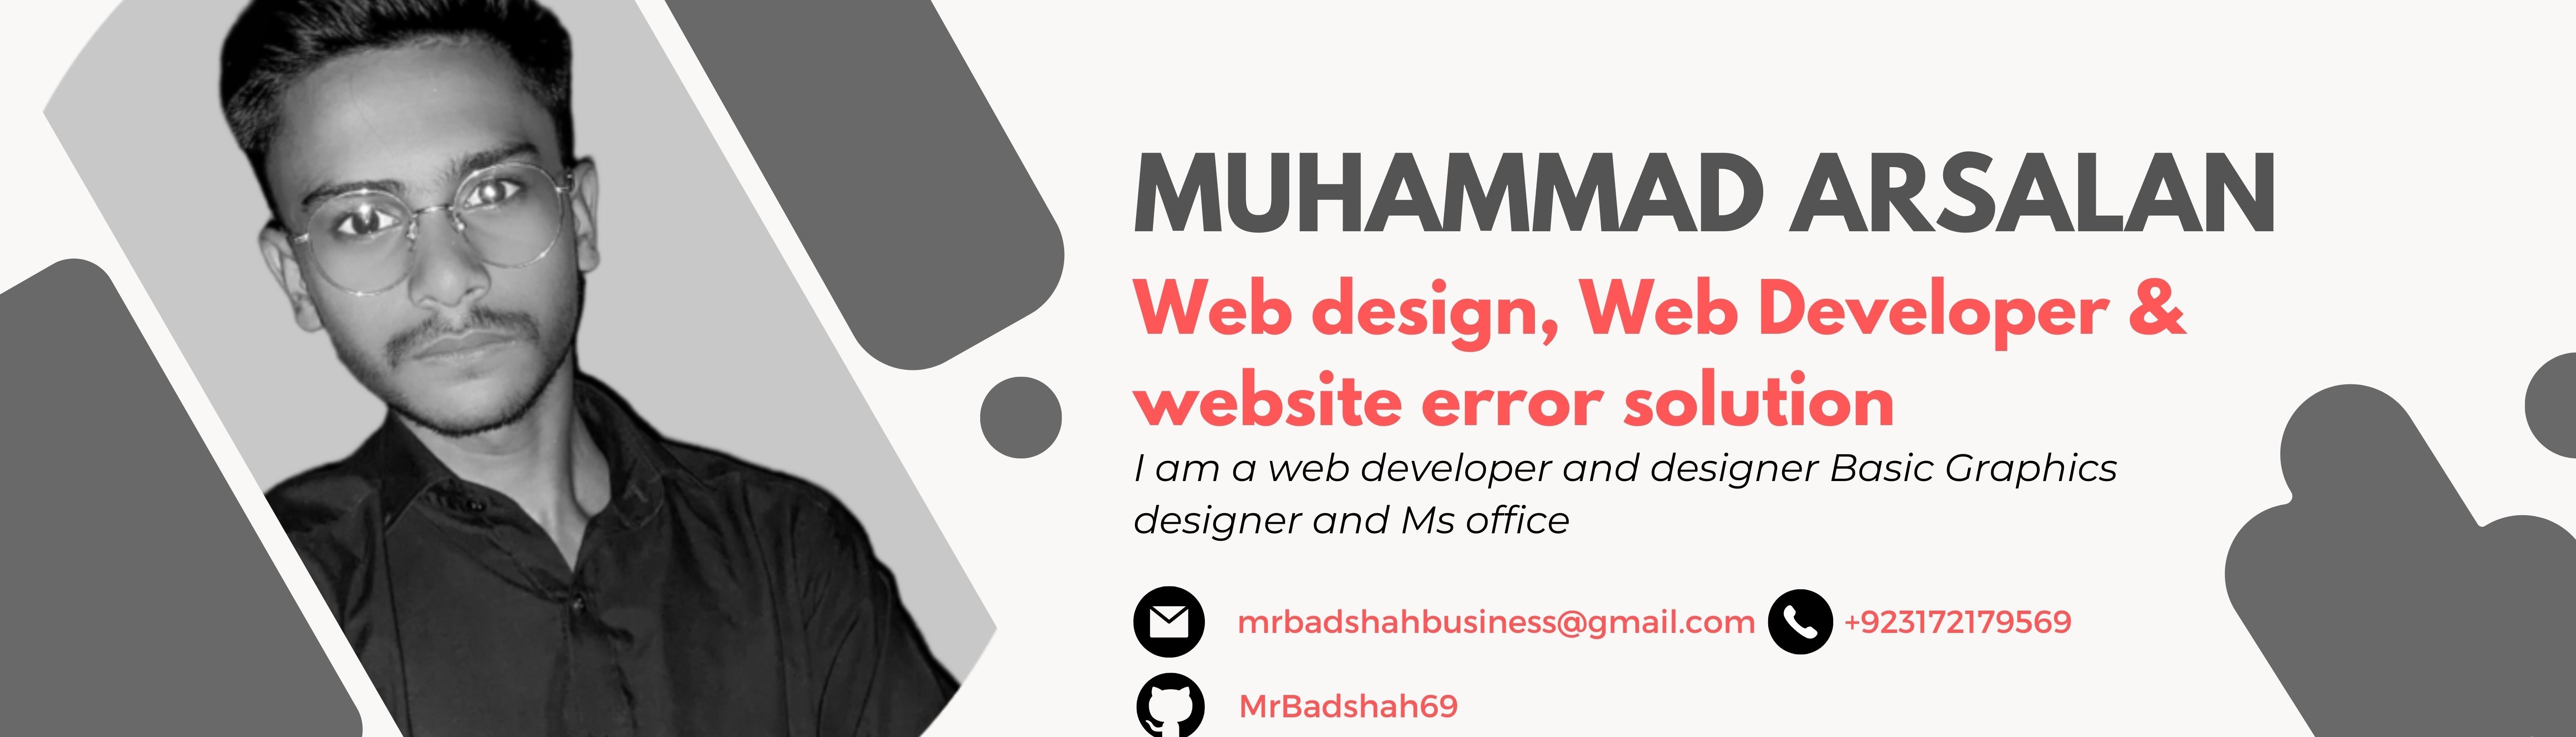 MUHAMMAD ARSALAN
Web design, Web Developer &
website error solution
I am a web developer and designer Basic Graphics
designer and Ms office
mrbadshahbusiness@gmail.com +923172179569
MrBadshah69